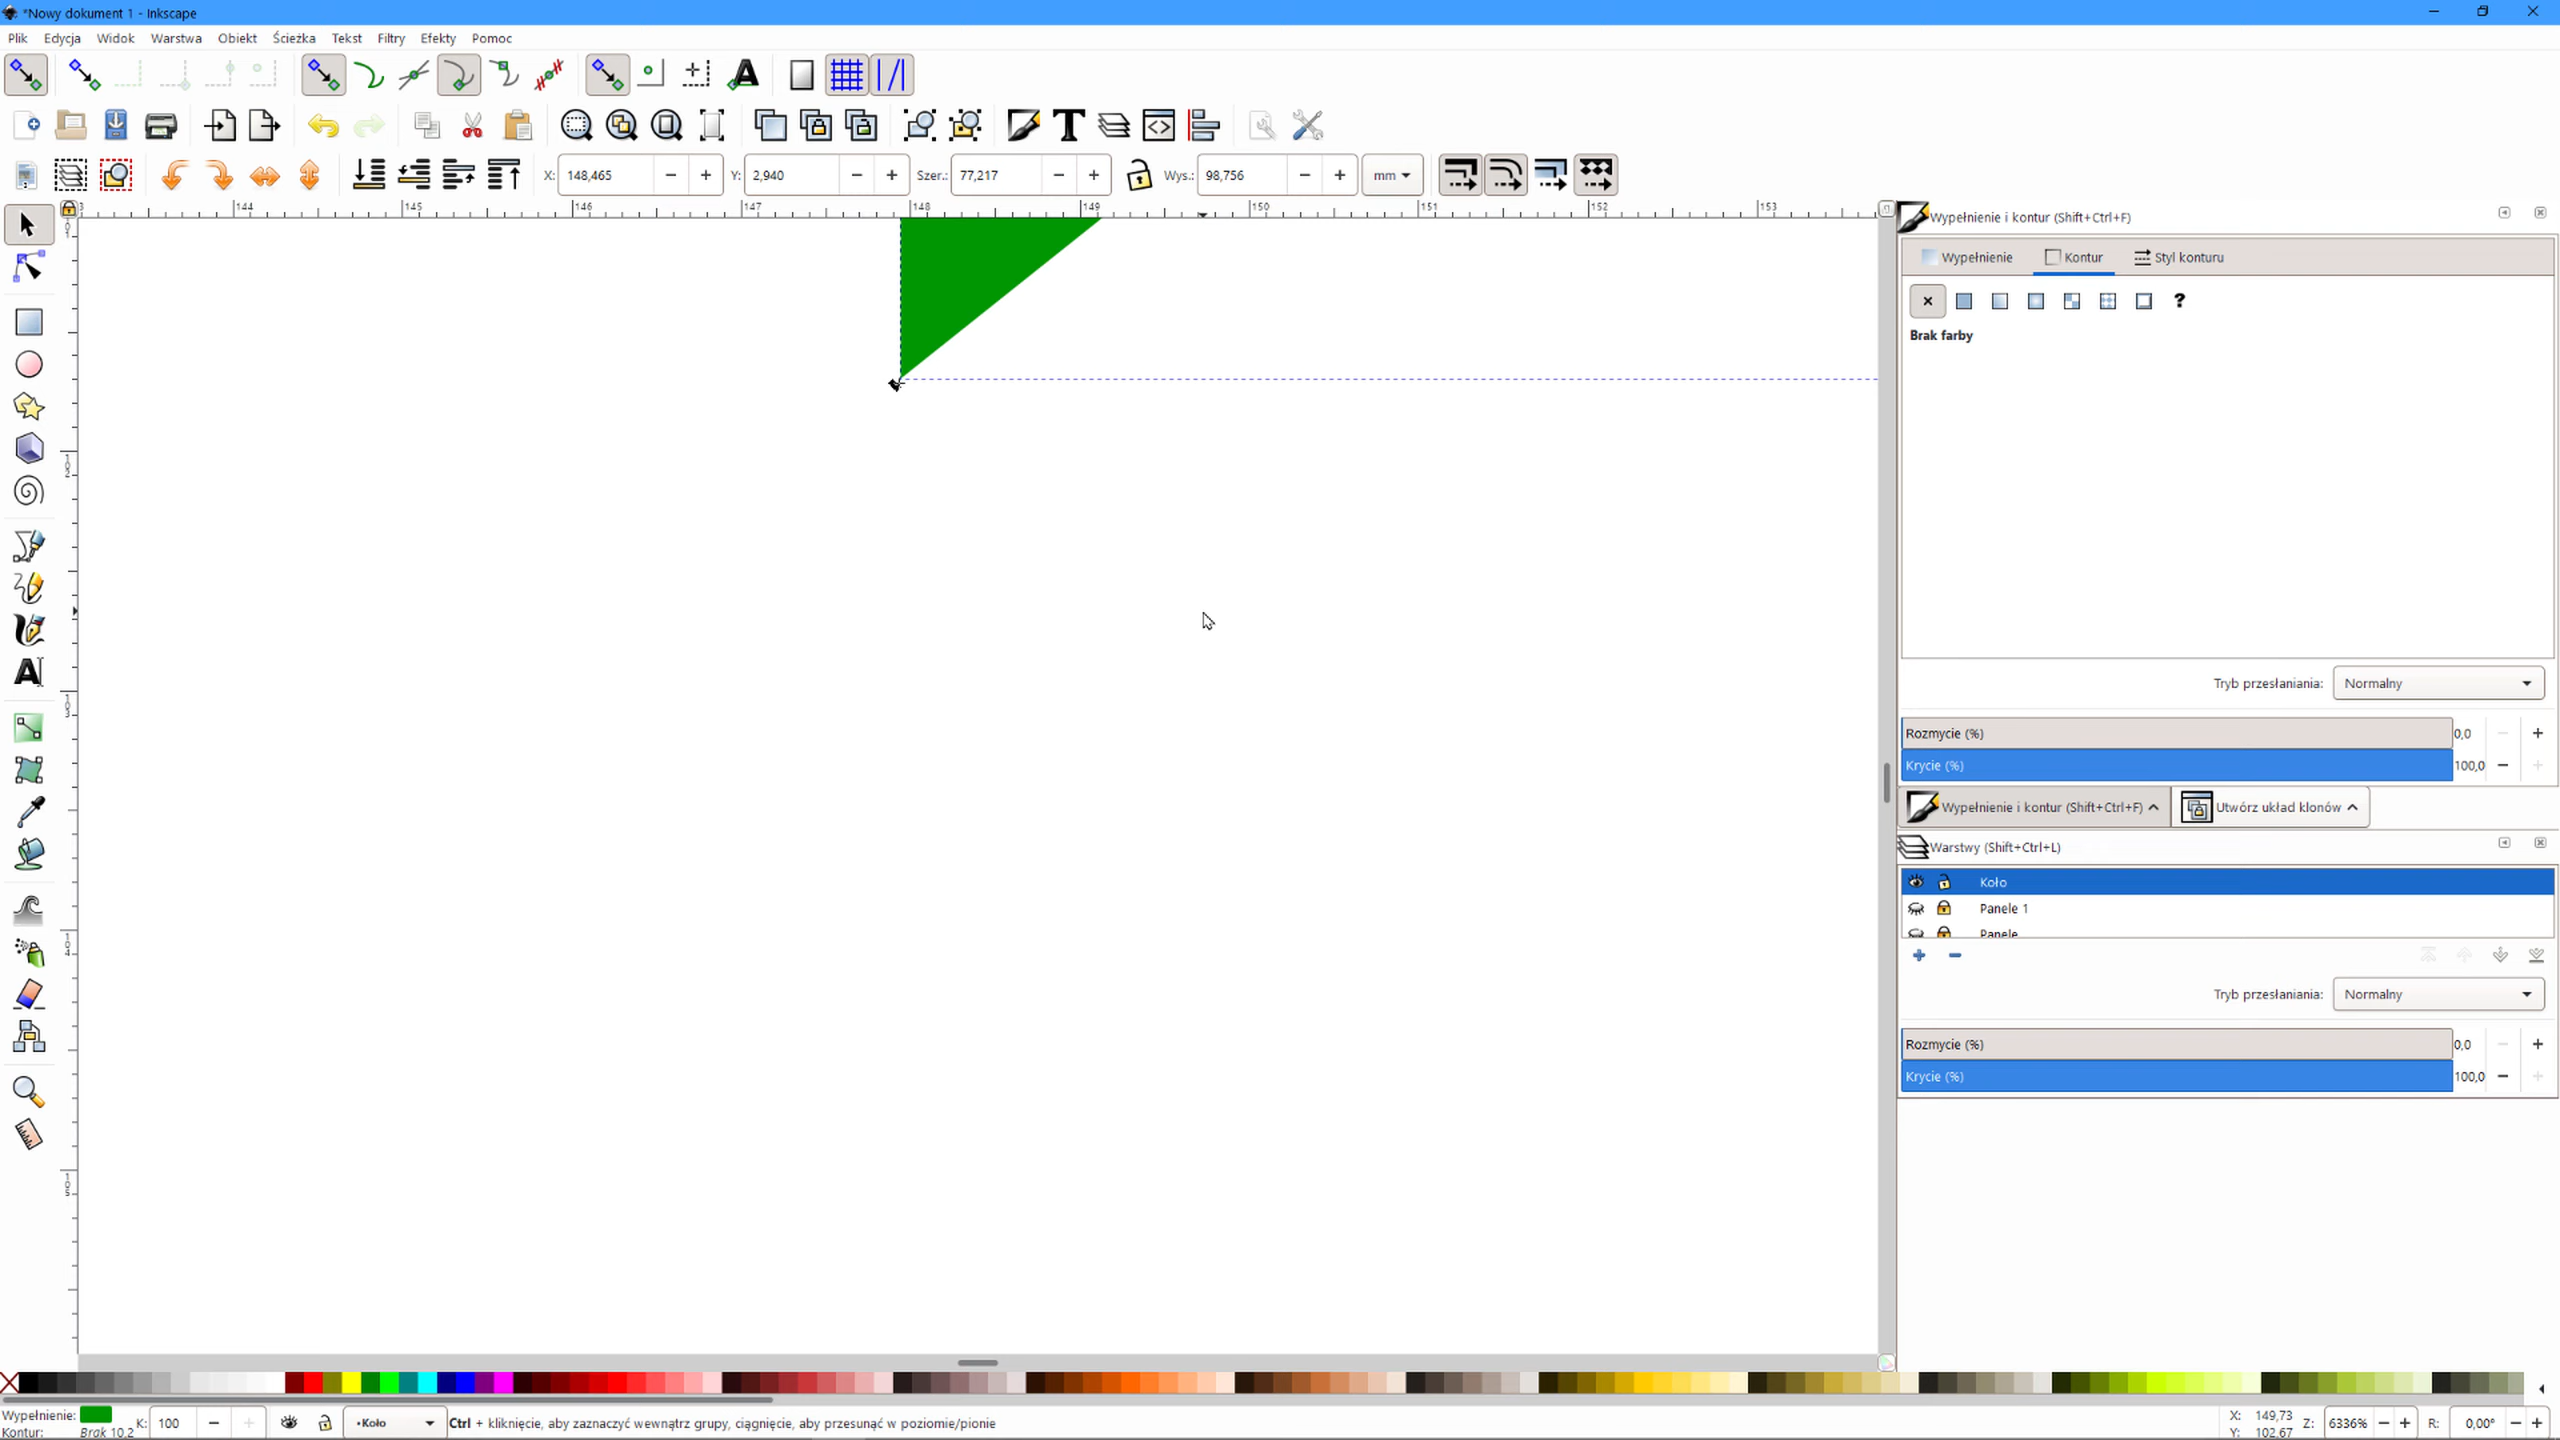 *Nowy dokument 1 - Inkscape
Plik Edycja Widok Obiekt Warstwa Obiekt Ścieżka Tekst Filtry Efekty Pomoc
X: 148,465 Y: 2,940 Szer.: 77,217 Wys.: 98,756 mm
144 145 146 147 148 149 150 151 152 153
Wypełnienie i kontur (Shift+Ctrl+F)
Wypełnienie Kontur Styl konturu
?
Brak farby
102
103
Tryb przesłaniania: Normalny
Rozmycie (%) 0,0
Krycie (%) 100,0
Wypełnienie i kontur (Shift+Ctrl+F) Utwórz układ klonów
Warstwy (Shift+Ctrl+L)
Koło
Panele 1
Panele
104
Tryb przesłaniania: Normalny
Rozmycie (%) 0,0
Krycie (%) 100,0
105
Wypełnienie: K: 100 •Koło Ctrl + kliknięcie, aby zaznaczyć wewnątrz grupy, ciągnięcie, aby przesunąć w poziomie/pionie X: 149,73 Z: 6336% R: 0,00°
Kontur: Brak 10,2 Y: 102,67